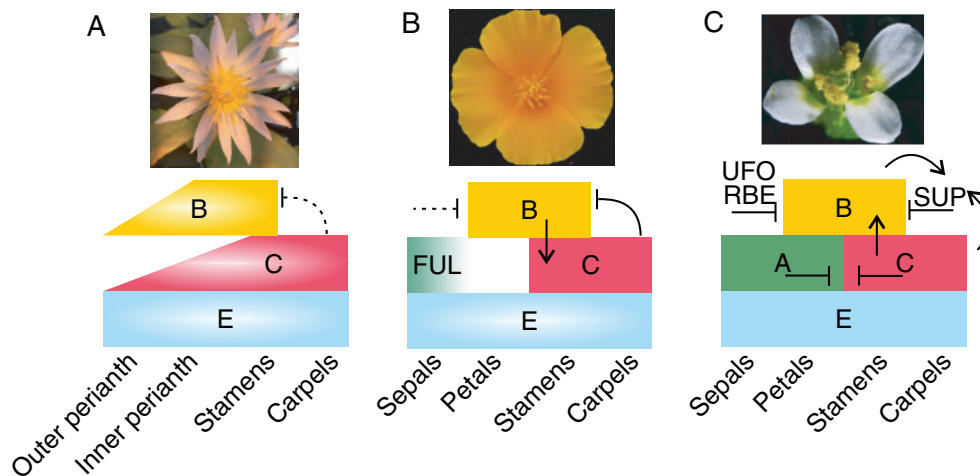 A
B
C
UFO
RBE
SUP
B
B
B
C
FUL
C
A
C
E
E
E
Outer perianth
Inner perianth
Stamens
Carpels
Sepals
Petals
Stamens
Carpels
Sepals
Petals
Stamens
Carpels